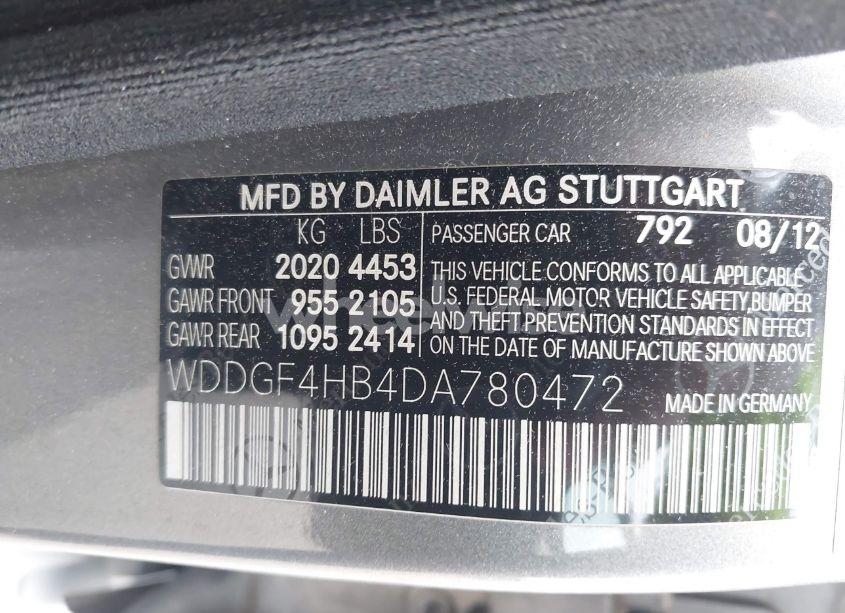 MFD BY DAIMLER AG STUTTGART
KG LBS
GVWR 2020 4453
GAWR FRONT 955 2105
GAWR REAR 1095 2414
PASSENGER CAR 792 08/12
THIS VEHICLE CONFORMS TO ALL APPLICABLE
U.S. FEDERAL MOTOR VEHICLE SAFETY, BUMPER
AND THEFT PREVENTION STANDARDS IN EFFECT
ON THE DATE OF MANUFACTURE SHOWN ABOVE
WDDGF4HB4DA780472
MADE IN GERMANY